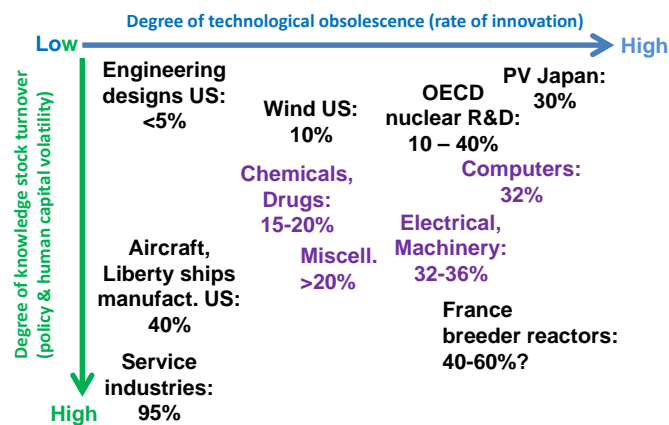 Degree of technological obsolescence (rate of innovation)
Low
High
Degree of knowledge stock turnover
(policy & human capital volatility)
High
Engineering
designs US:
<5%
Wind US:
10%
OECD
nuclear R&D:
10 – 40%
PV Japan:
30%
Chemicals,
Drugs:
15-20%
Computers:
32%
Miscell.
>20%
Electrical,
Machinery:
32-36%
Aircraft,
Liberty ships
manufact. US:
40%
France
breeder reactors:
40-60%?
Service
industries:
95%